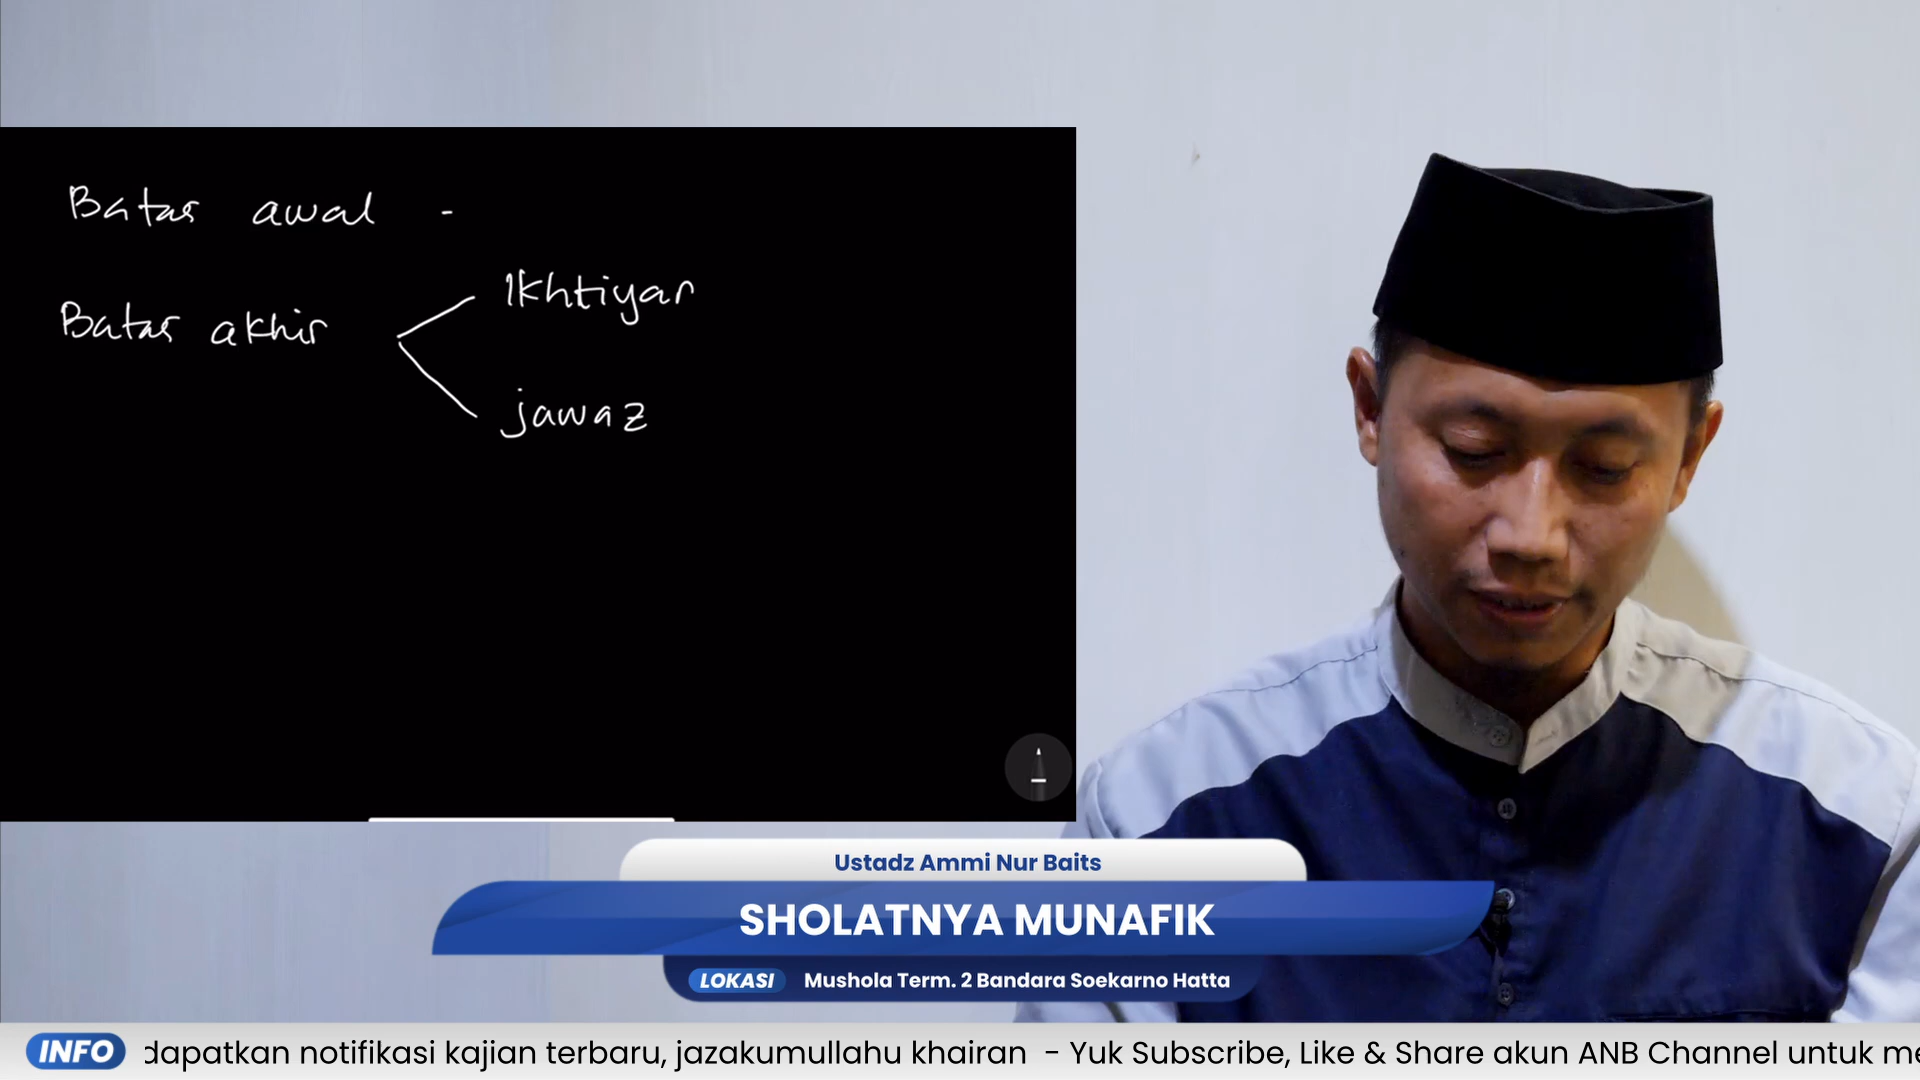 Batas awal -
Ikhtiyar
Batas akhir
jawaz
Ustadz Ammi Nur Baits
SHOLATNYA MUNAFIK
LOKASI Mushola Term. 2 Bandara Soekarno Hatta
INFO dapatkan notifikasi kajian terbaru, jazakumullahu khairan - Yuk Subscribe, Like & Share akun ANB Channel untuk me